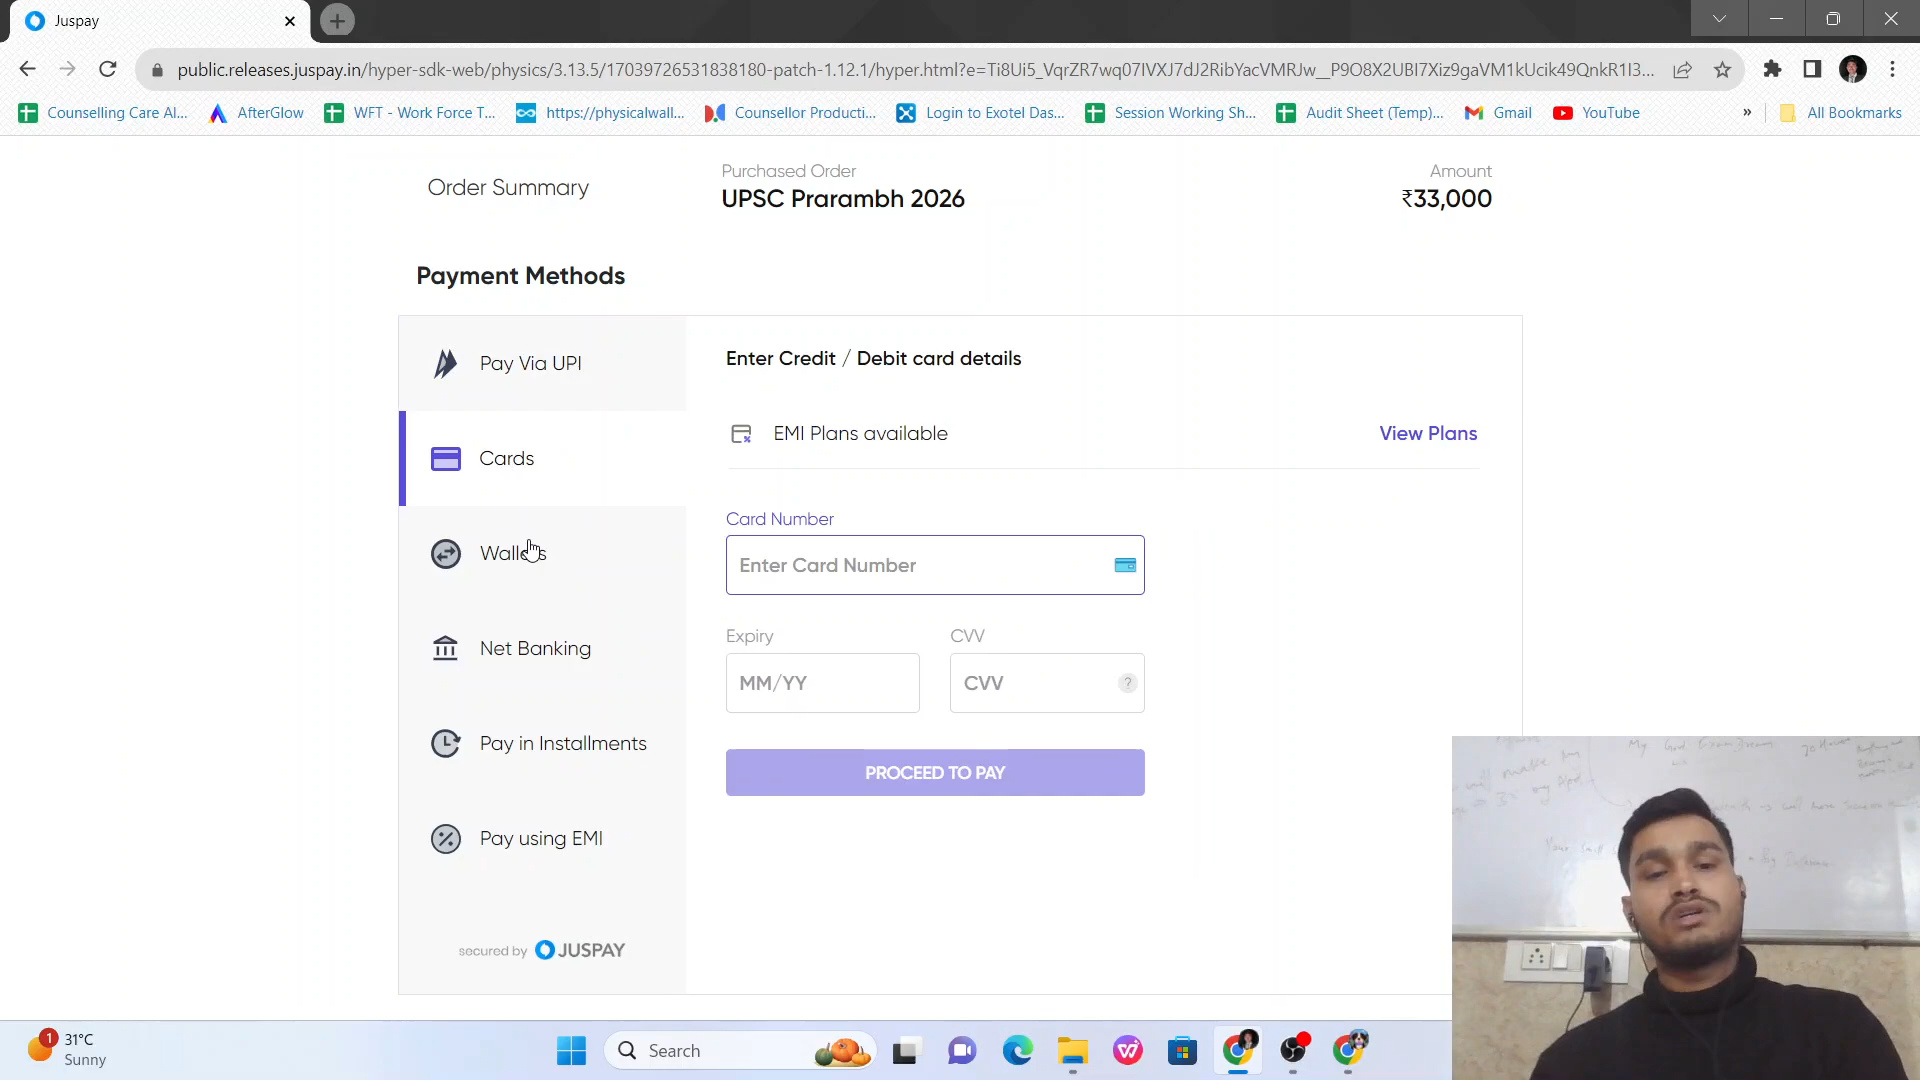 Juspay
public.releases.juspay.in/hyper-sdk-web/physics/3.13.5/17039726531838180-patch-1.12.1/hyper.html?e=Ti8Ui5_VqrZR7wq07IVXJ7dJ2RibYacVMRJw__P9O8X2UBI7Xiz9gaVM1kUcik49QnkR1I3...
Counselling Care Al... AfterGlow WFT - Work Force T... https://physicalwall... Counsellor Producti... Login to Exotel Das... Session Working Sh... Audit Sheet (Temp)... Gmail YouTube » All Bookmarks
Order Summary
Purchased Order
UPSC Prarambh 2026
Amount
₹33,000
Payment Methods
Pay Via UPI
Cards
Wallets
Net Banking
Pay in Installments
Pay using EMI
secured by JUSPAY
Enter Credit / Debit card details
EMI Plans available View Plans
Card Number
Enter Card Number
Expiry CVV
MM/YY CVV ?
PROCEED TO PAY
1 31°C
Sunny
Search